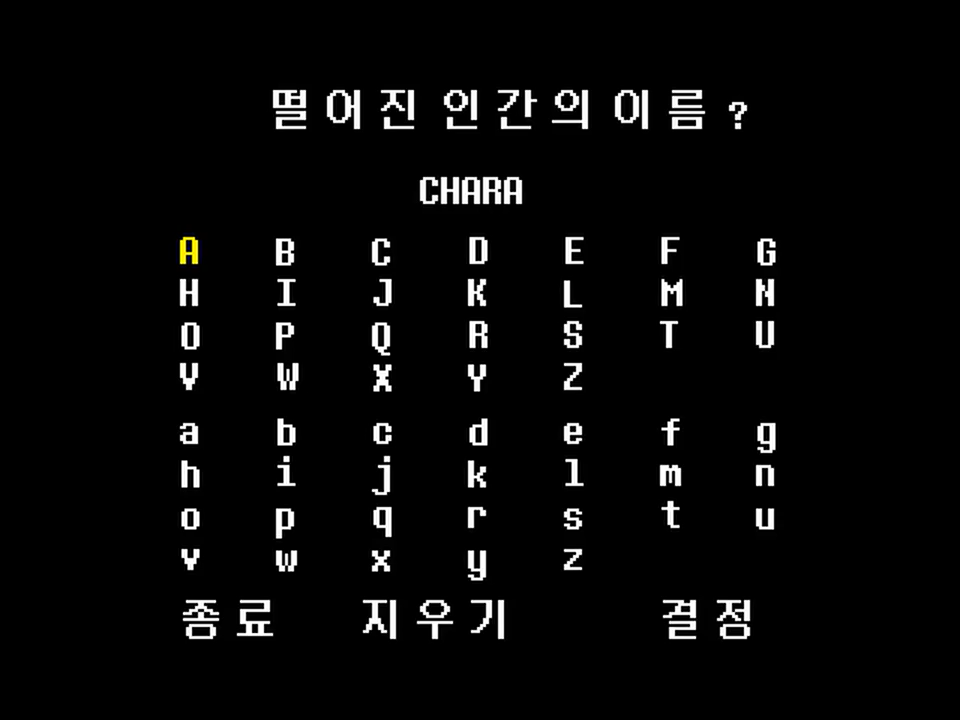 떨어진 인간의 이름 ?
CHARA
A B C D E F G
H I J K L M N
O P Q R S T U
V W X Y Z
a b c d e f g
h i j k l m n
o p q r s t u
v w x y z
종료 지우기 결정